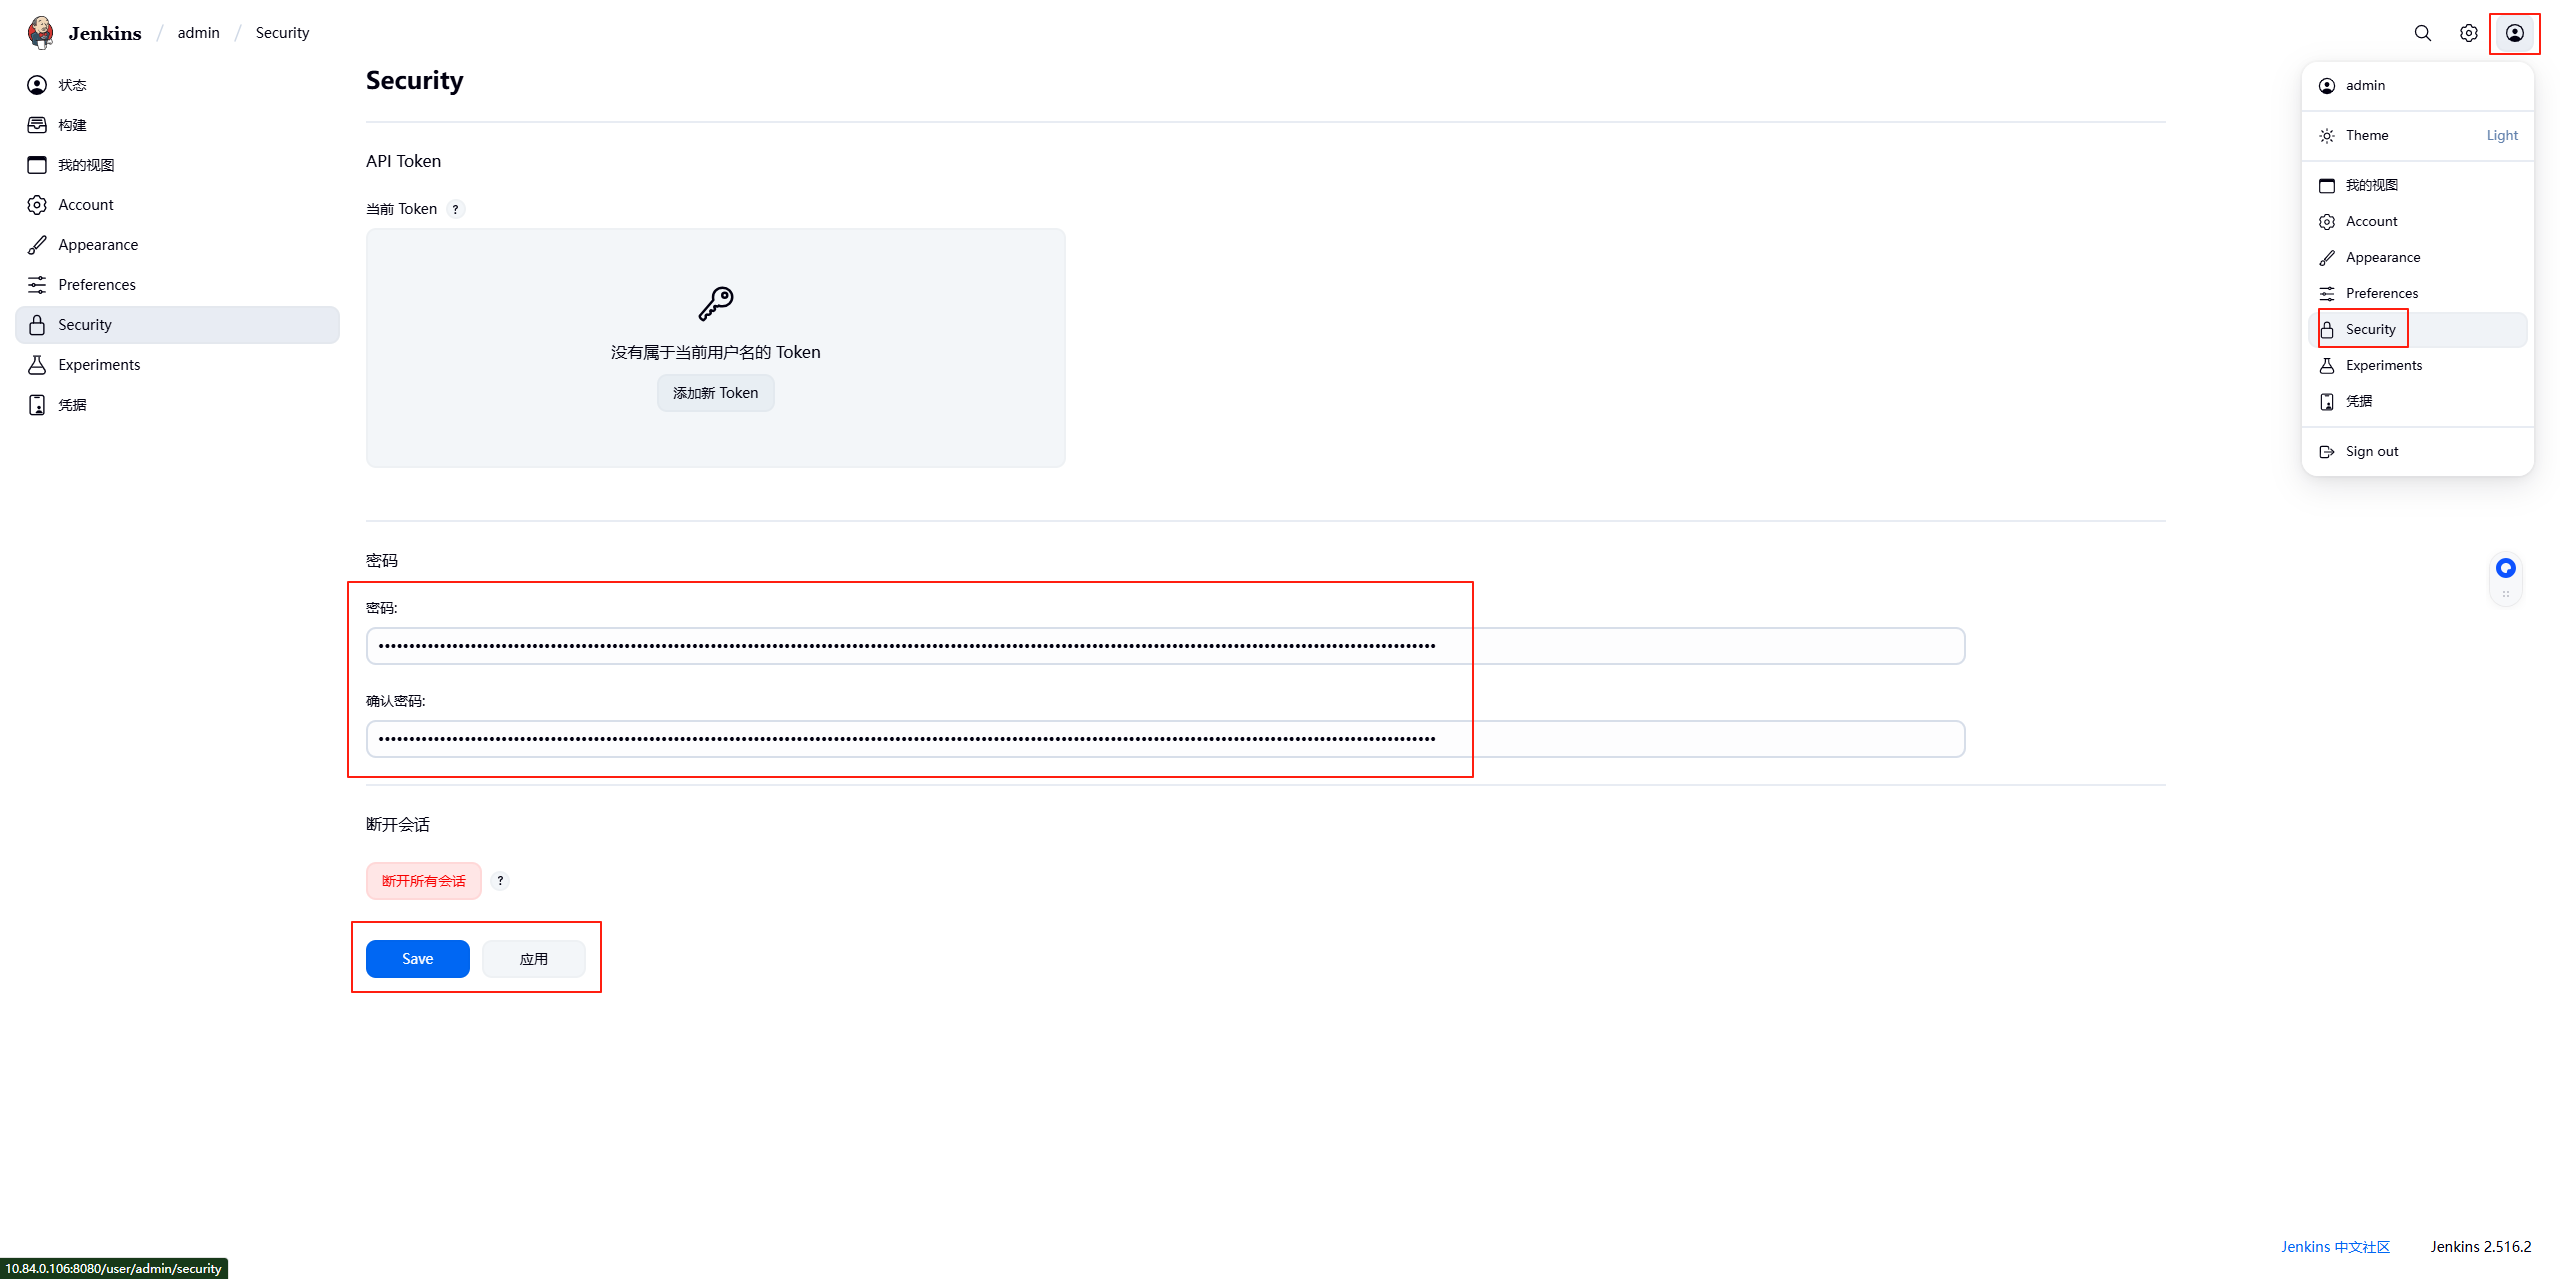 Jenkins / admin / Security
状态
构建
我的视图
Account
Appearance
Preferences
Security
Experiments
凭据
Security
API Token
当前 Token ?
没有属于当前用户名的 Token
添加新 Token
密码
密码:
确认密码:
断开会话
断开所有会话 ?
Save
应用
admin
Theme Light
我的视图
Account
Appearance
Preferences
Security
Experiments
凭据
Sign out
Jenkins 中文社区 Jenkins 2.516.2
10.84.0.106:8080/user/admin/security